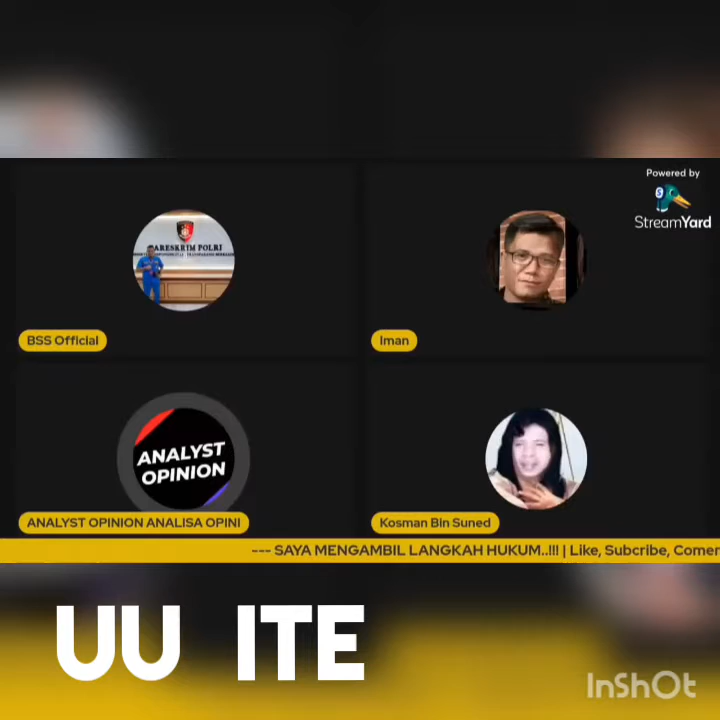 Powered by
StreamYard
ARESKRIM POLRI
BSS Official
Iman
ANALYST
OPINION
ANALYST OPINION ANALISA OPINI
Kosman Bin Suned
--- SAYA MENGAMBIL LANGKAH HUKUM..!!! | Like, Subcribe, Comer
UU ITE
InShOt